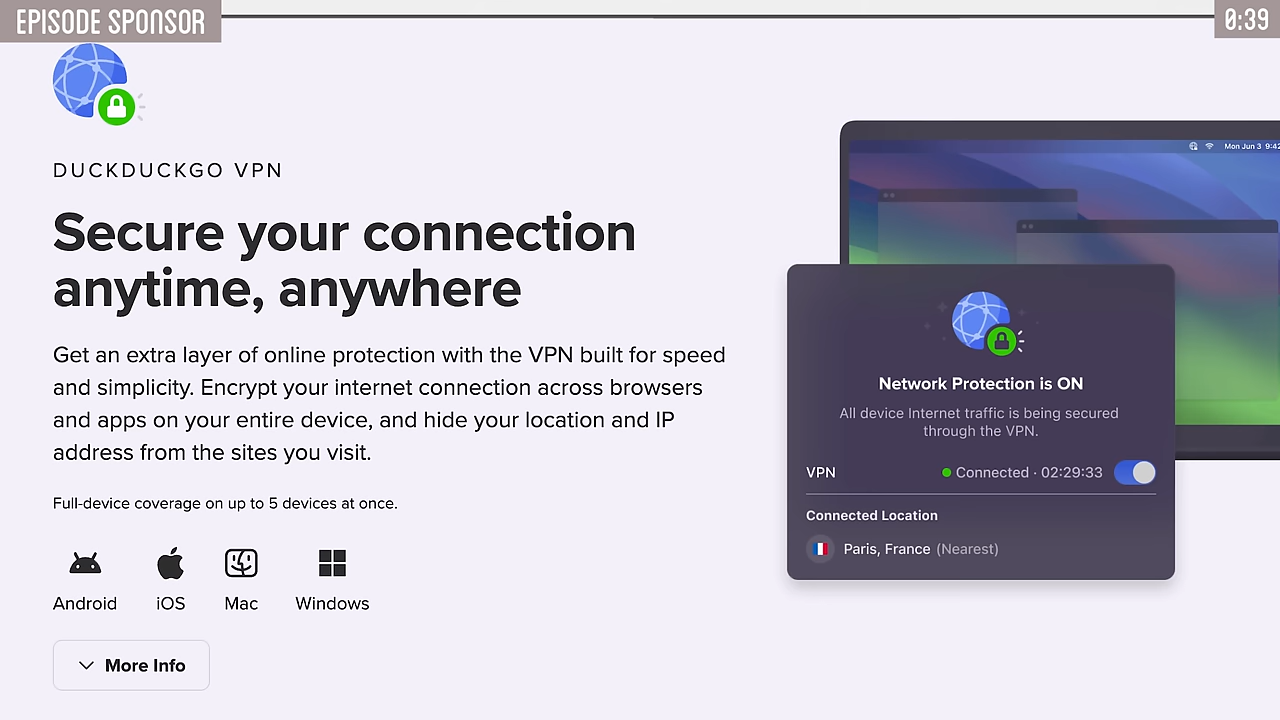 EPISODE SPONSOR
0:39
DUCKDUCKGO VPN
Secure your connection
anytime, anywhere
Get an extra layer of online protection with the VPN built for speed
and simplicity. Encrypt your internet connection across browsers
and apps on your entire device, and hide your location and IP
address from the sites you visit.
Full-device coverage on up to 5 devices at once.
Android iOS Mac Windows
More Info
Mon Jun 3 9:42
Network Protection is ON
All device Internet traffic is being secured
through the VPN.
VPN Connected · 02:29:33
Connected Location
Paris, France (Nearest)